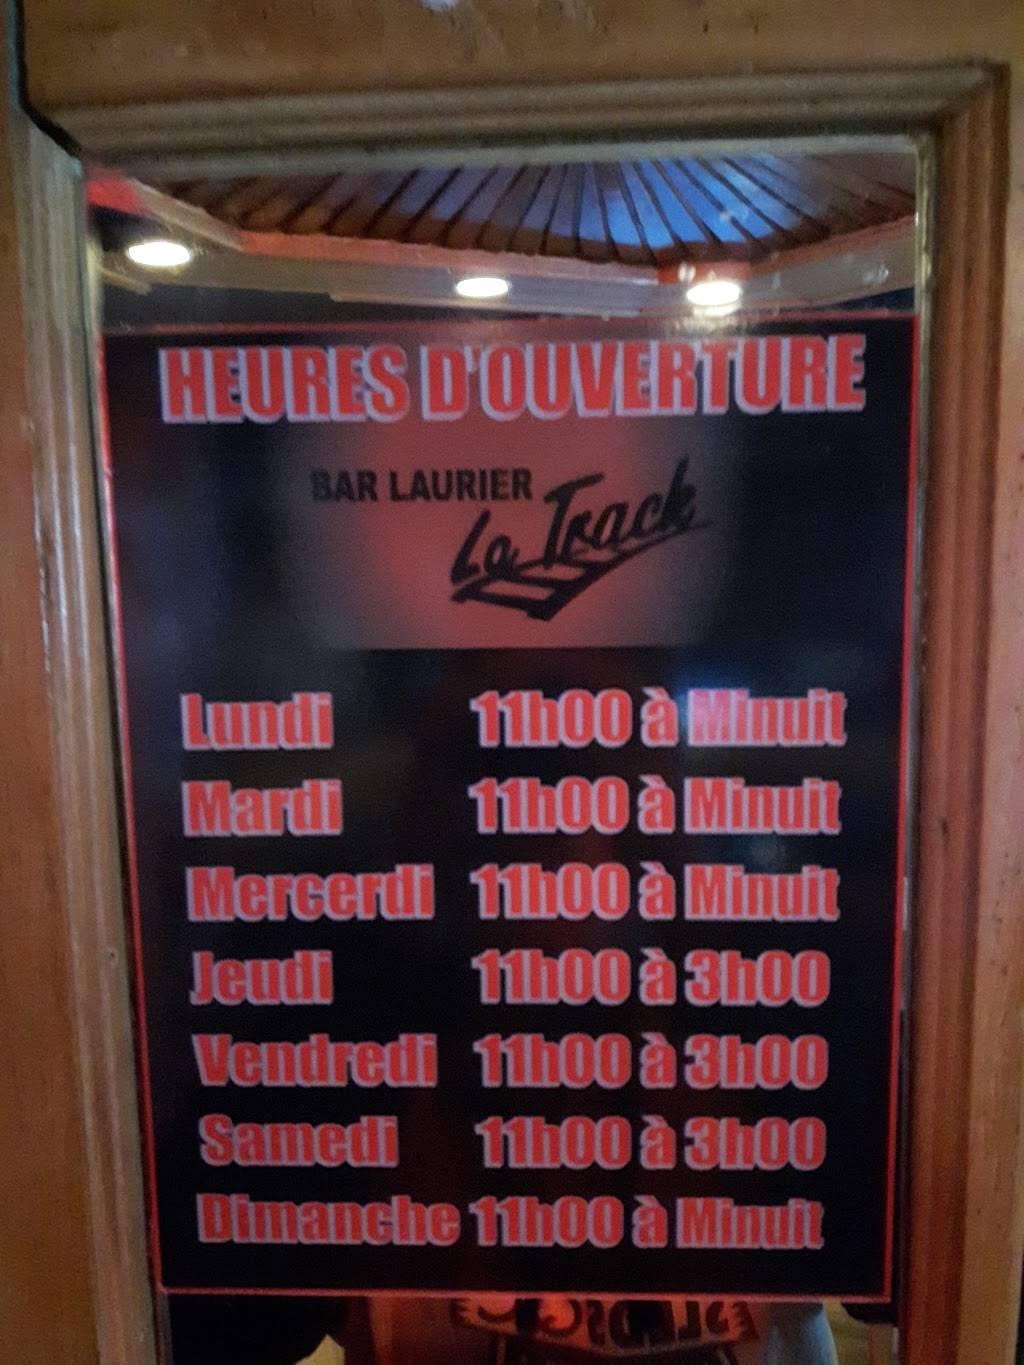 HEURES D'OUVERTURE
BAR LAURIER
La Track
Lundi 11h00 à Minuit
Mardi 11h00 à Minuit
Mercerdi 11h00 à Minuit
Jeudi 11h00 à 3h00
Vendredi 11h00 à 3h00
Samedi 11h00 à 3h00
Dimanche 11h00 à Minuit